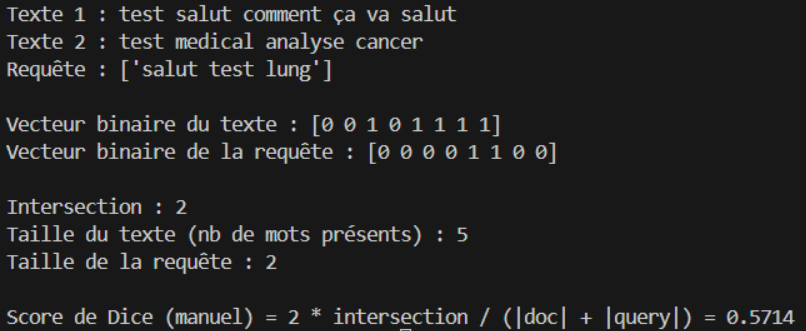 Texte 1 : test salut comment ça va salut
Texte 2 : test medical analyse cancer
Requête : ['salut test lung']
Vecteur binaire du texte : [0 0 1 0 1 1 1 1]
Vecteur binaire de la requête : [0 0 0 0 1 1 0 0]
Intersection : 2
Taille du texte (nb de mots présents) : 5
Taille de la requête : 2
Score de Dice (manuel) = 2 * intersection / (|doc| + |query|) = 0.5714